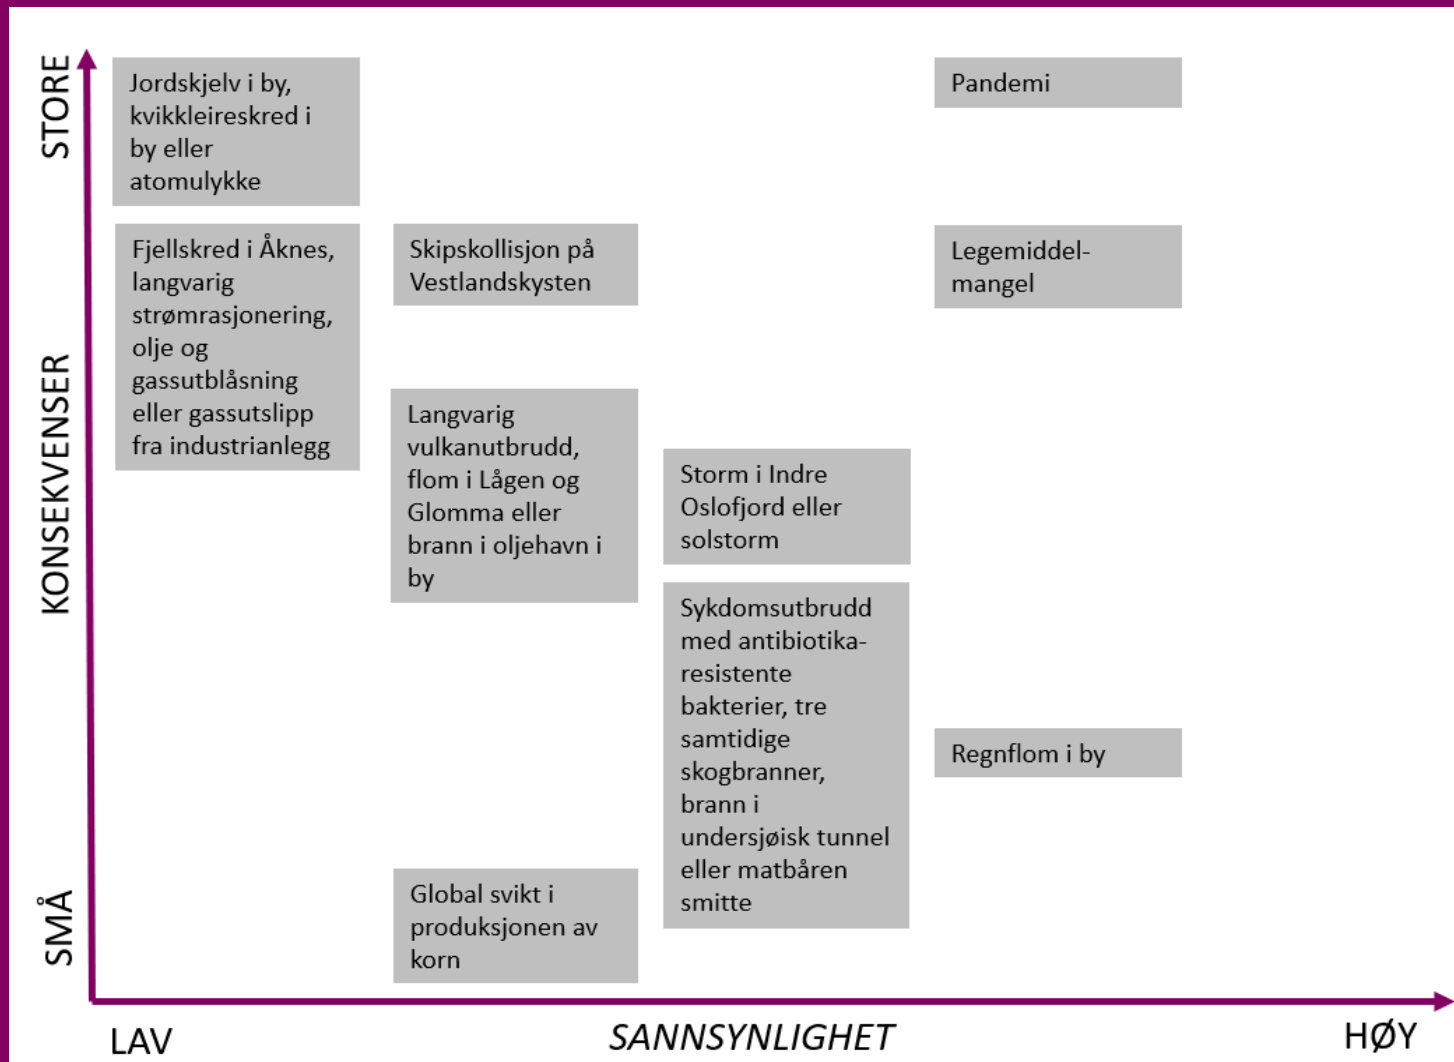 STORE
KONSEKVENSER
SMÅ
Jordskjelv i by,
kvikkleireskred i
by eller
atomulykke
Pandemi
Fjellskred i Åknes,
langvarig
strømrasjonering,
olje og
gassutblåsning
eller gassutslipp
fra industrianlegg
Skipskollisjon på
Vestlandskysten
Legemiddel-
mangel
Langvarig
vulkanutbrudd,
flom i Lågen og
Glomma eller
brann i oljehavn i
by
Storm i Indre
Oslofjord eller
solstorm
Sykdomsutbrudd
med antibiotika-
resistente
bakterier, tre
samtidige
skogbranner,
brann i
undersjøisk tunnel
eller matbåren
smitte
Regnflom i by
Global svikt i
produksjonen av
korn
LAV
SANNSYNLIGHET
HØY